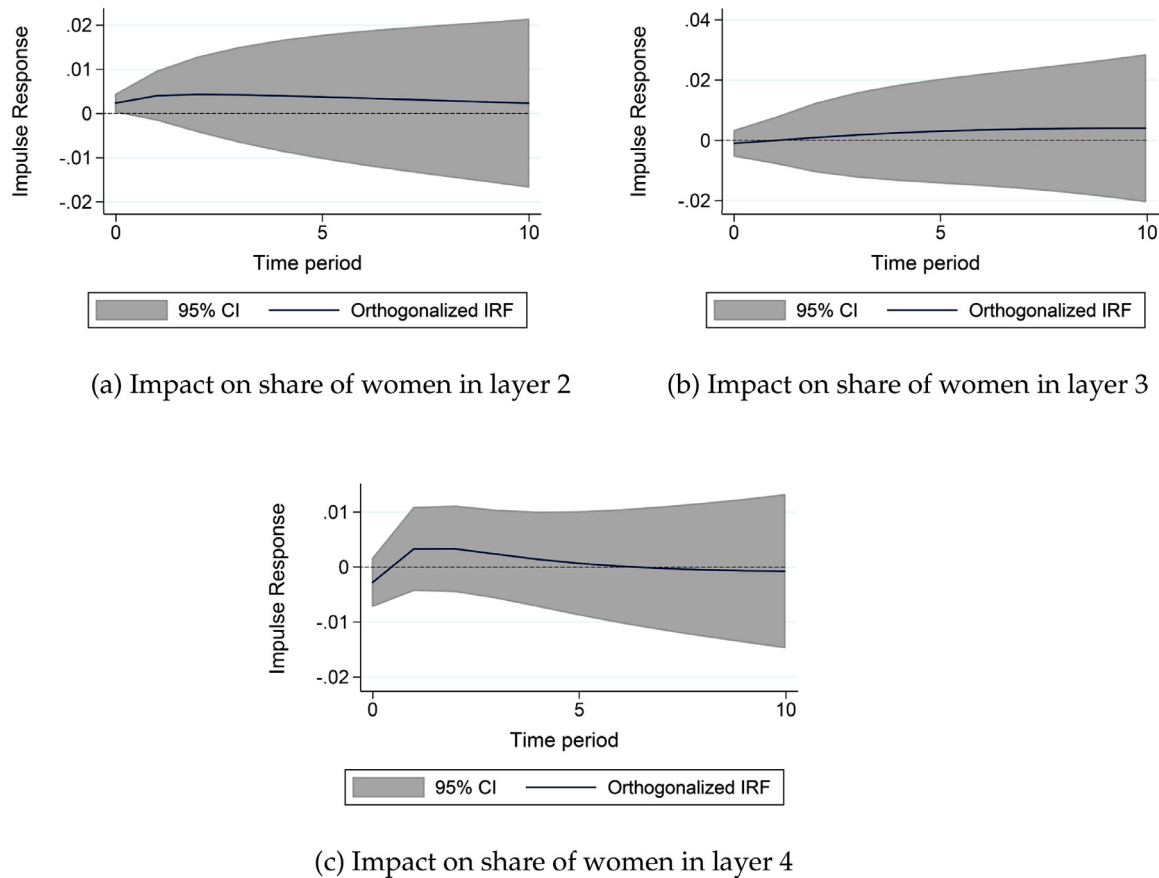 Impulse Response
.02
.01
0
-.01
-.02
0 5 10
Time period
95% CI Orthogonalized IRF
(a) Impact on share of women in layer 2
Impulse Response
.04
.02
0
-.02
0 5 10
Time period
95% CI Orthogonalized IRF
(b) Impact on share of women in layer 3
Impulse Response
.01
0
-.01
-.02
0 5 10
Time period
95% CI Orthogonalized IRF
(c) Impact on share of women in layer 4